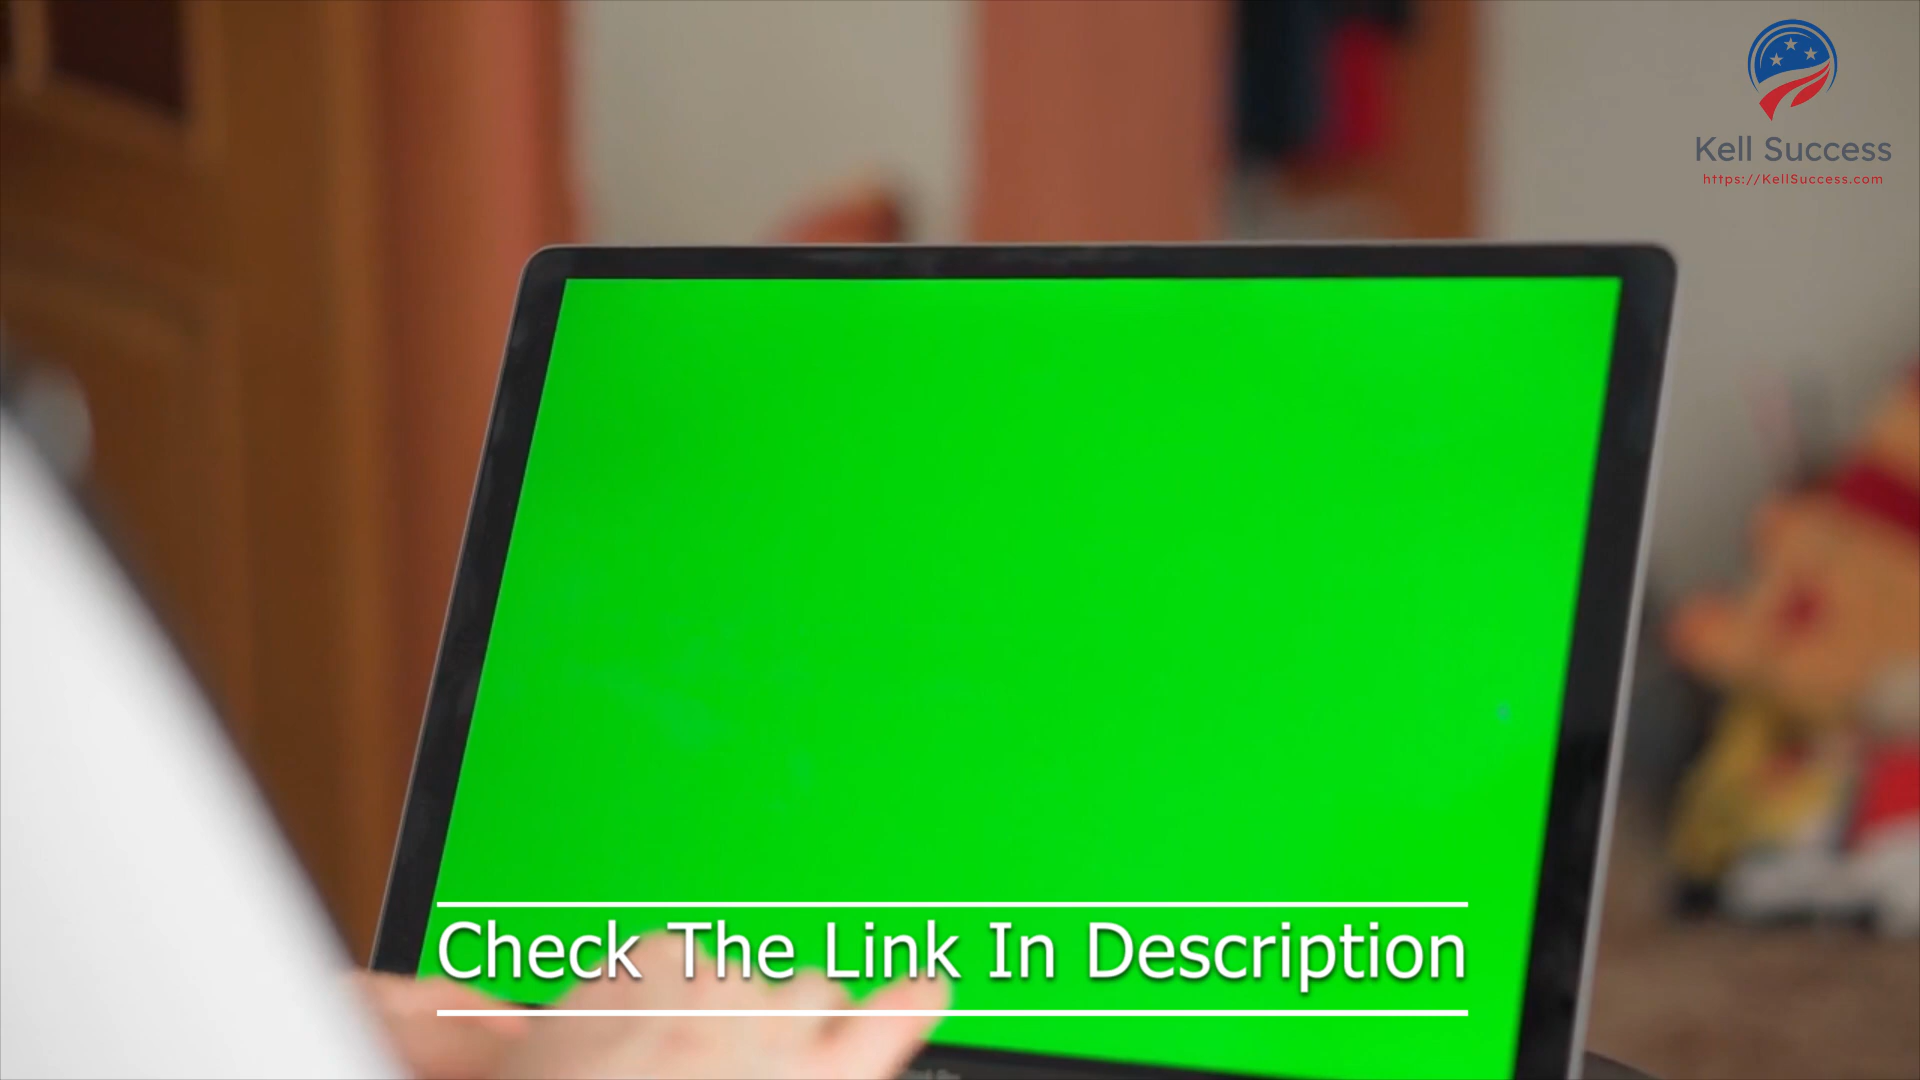 Kell Success
https://KellSuccess.com
Check The Link In Description